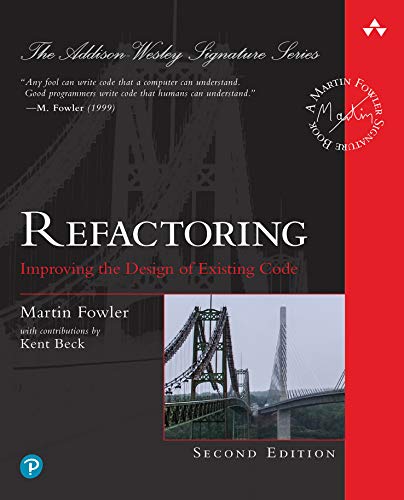 The Addison-Wesley Signature Series
"Any fool can write code that a computer can understand.
Good programmers write code that humans can understand."
—M. Fowler (1999)
A MARTIN FOWLER SIGNATURE BOOK
Martin
REFACTORING
Improving the Design of Existing Code
Martin Fowler
with contributions by
Kent Beck
SECOND EDITION
P